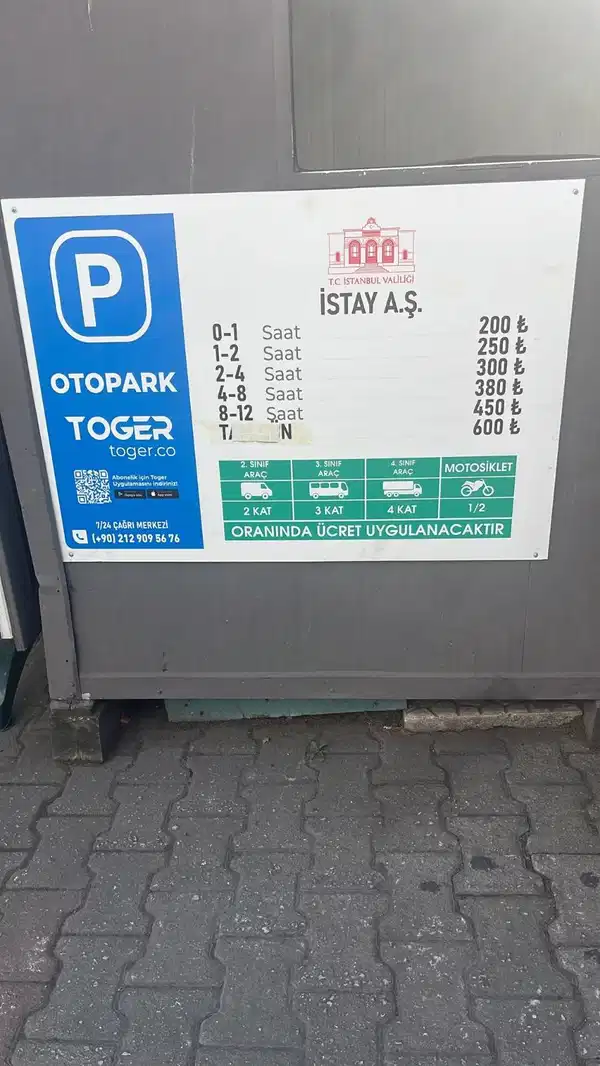 P
OTOPARK
TOGER
toger.co
Abonelik için Toger
Uygulamasını indiriniz!
7/24 ÇAĞRI MERKEZİ
(+90) 212 909 56 76
T.C. İSTANBUL VALİLİĞİ
İSTAY A.Ş.
0-1 Saat 200 ₺
1-2 Saat 250 ₺
2-4 Saat 300 ₺
4-8 Saat 380 ₺
8-12 Saat 450 ₺
600 ₺
2. SINIF ARAÇ 3. SINIF ARAÇ 4. SINIF ARAÇ MOTOSİKLET
2 KAT 3 KAT 4 KAT 1/2
ORANINDA ÜCRET UYGULANACAKTIR